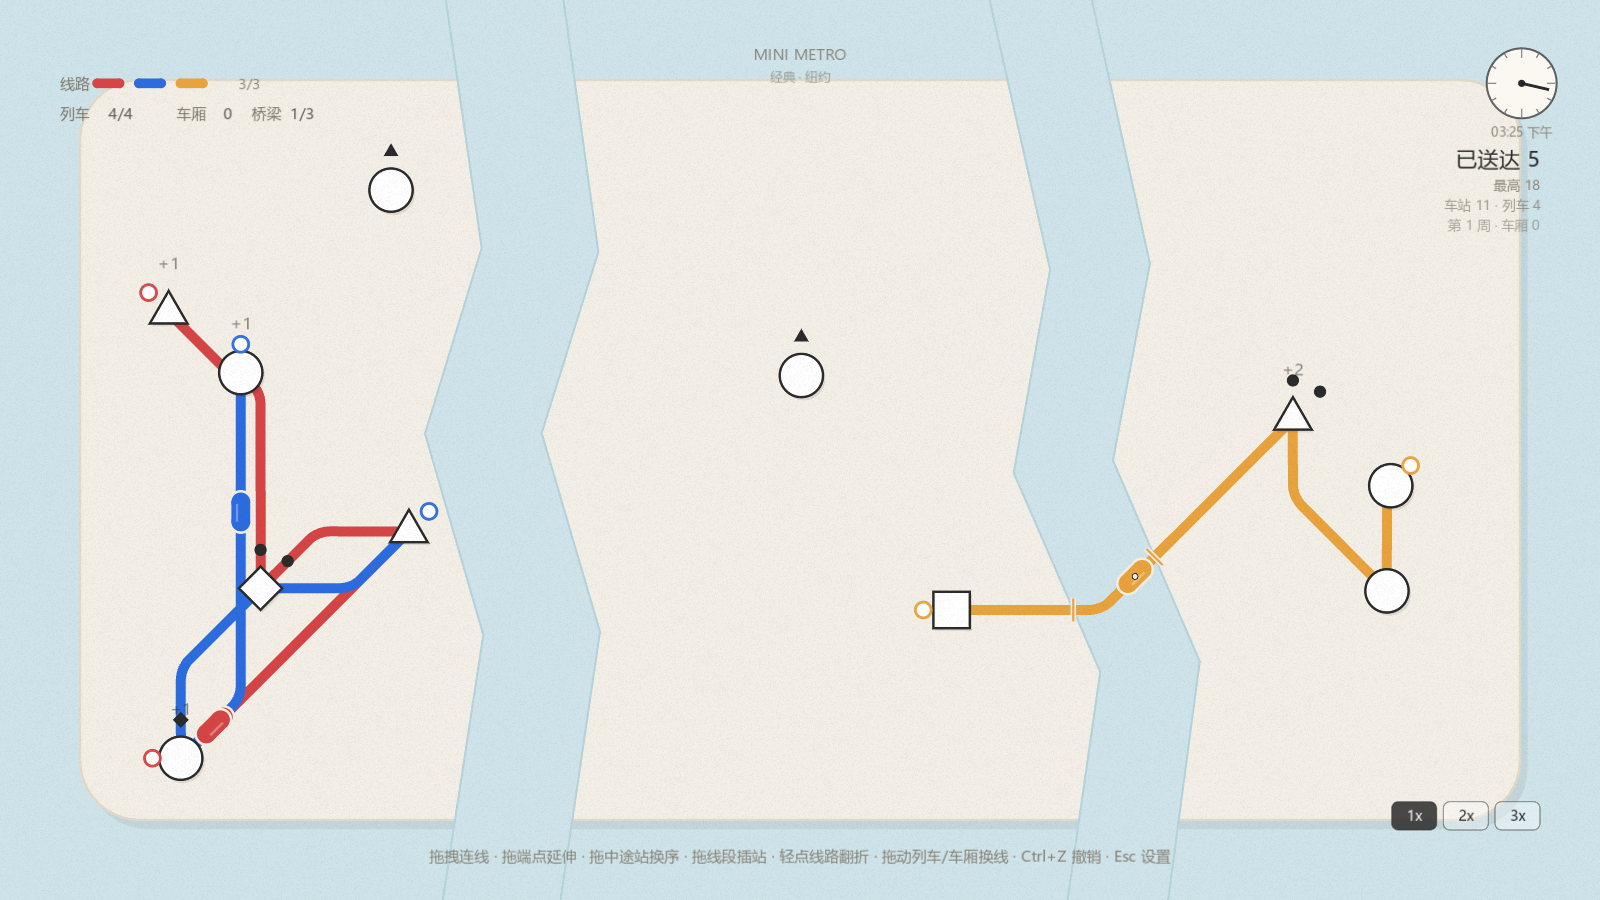 MINI METRO
经典 · 纽约
线路 3/3
列车 4/4 车厢 0 桥梁 1/3
03:25 下午
已送达 5
最高 18
车站 11 · 列车 4
第 1 周 · 车厢 0
+1
+1
+2
+1
1x 2x 3x
拖拽连线 · 拖端点延伸 · 拖中途站换序 · 拖线段插站 · 轻点线路翻折 · 拖动列车/车厢换线 · Ctrl+Z 撤销 · Esc 设置